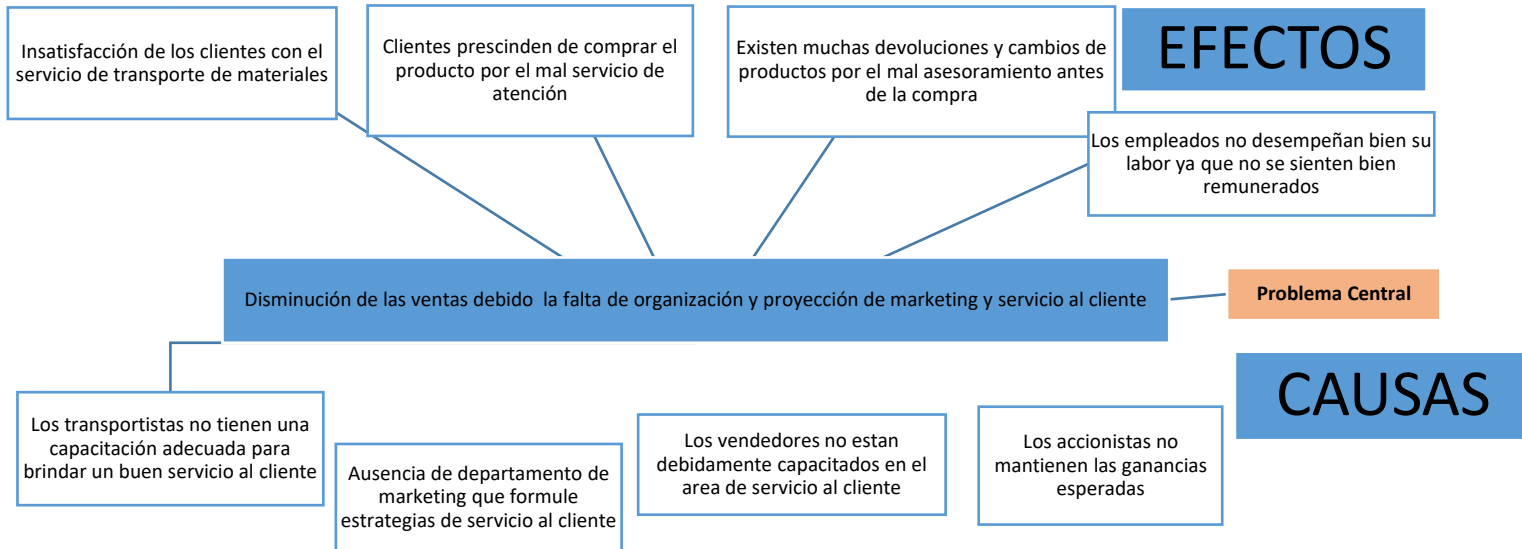 Insatisfacción de los clientes con el
servicio de transporte de materiales
Clientes prescinden de comprar el
producto por el mal servicio de
atención
Existen muchas devoluciones y cambios de
productos por el mal asesoramiento antes
de la compra
EFECTOS
Los empleados no desempeñan bien su
labor ya que no se sienten bien
remunerados
Disminución de las ventas debido  la falta de organización y proyección de marketing y servicio al cliente
Problema Central
CAUSAS
Los transportistas no tienen una
capacitación adecuada para
brindar un buen servicio al cliente
Ausencia de departamento de
marketing que formule
estrategias de servicio al cliente
Los vendedores no estan
debidamente capacitados en el
area de servicio al cliente
Los accionistas no
mantienen las ganancias
esperadas